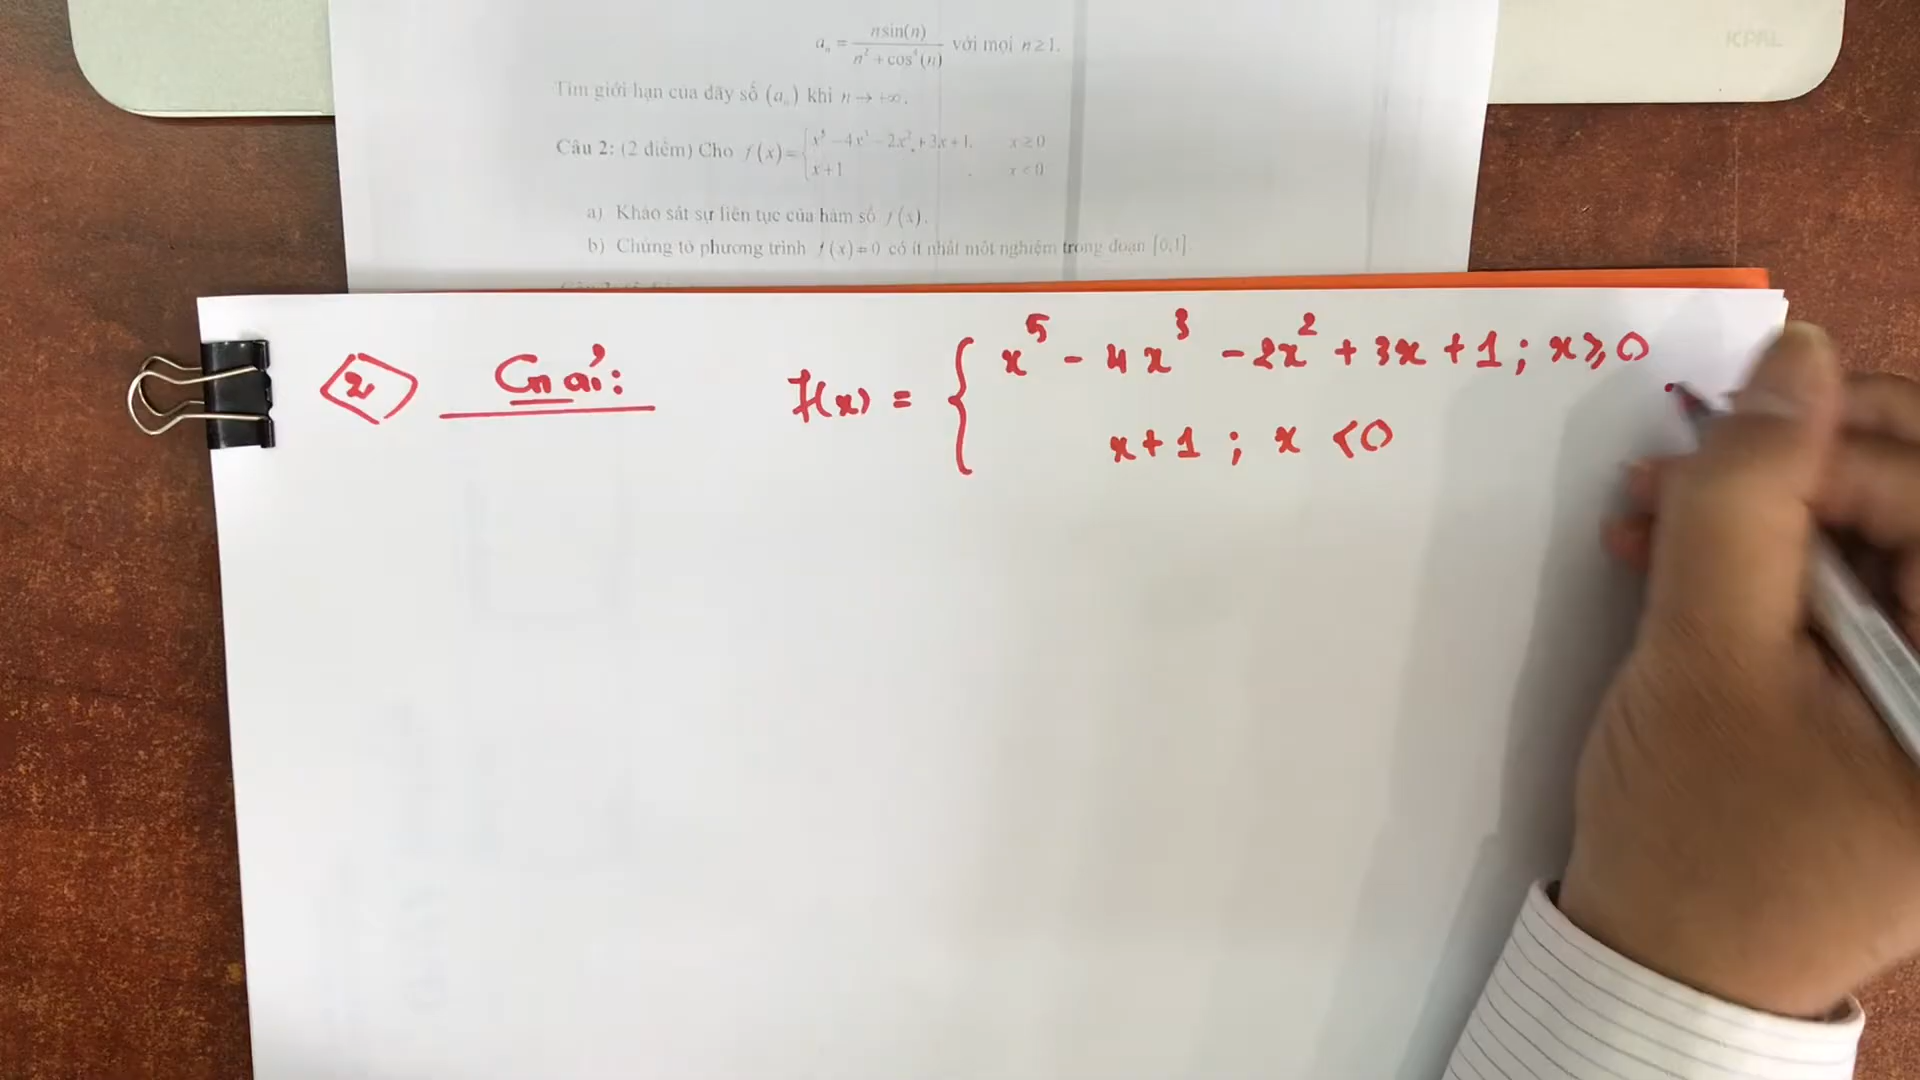 KPAL
aₙ = nsin(n) / (n² + cos⁴(n)) với mọi n ≥ 1.
Tìm giới hạn của dãy số (aₙ) khi n → +∞.
Câu 2: (2 điểm) Cho f(x) = { x⁵ − 4x³ − 2x² + 3x + 1, x ≥ 0
x + 1 , x < 0
a) Khảo sát sự liên tục của hàm số f(x).
b) Chứng tỏ phương trình f(x) = 0 có ít nhất một nghiệm trong đoạn [0,1].
2 Giải: f(x) = { x⁵ - 4x³ - 2x² + 3x + 1 ; x ⩾ 0
x + 1 ; x < 0